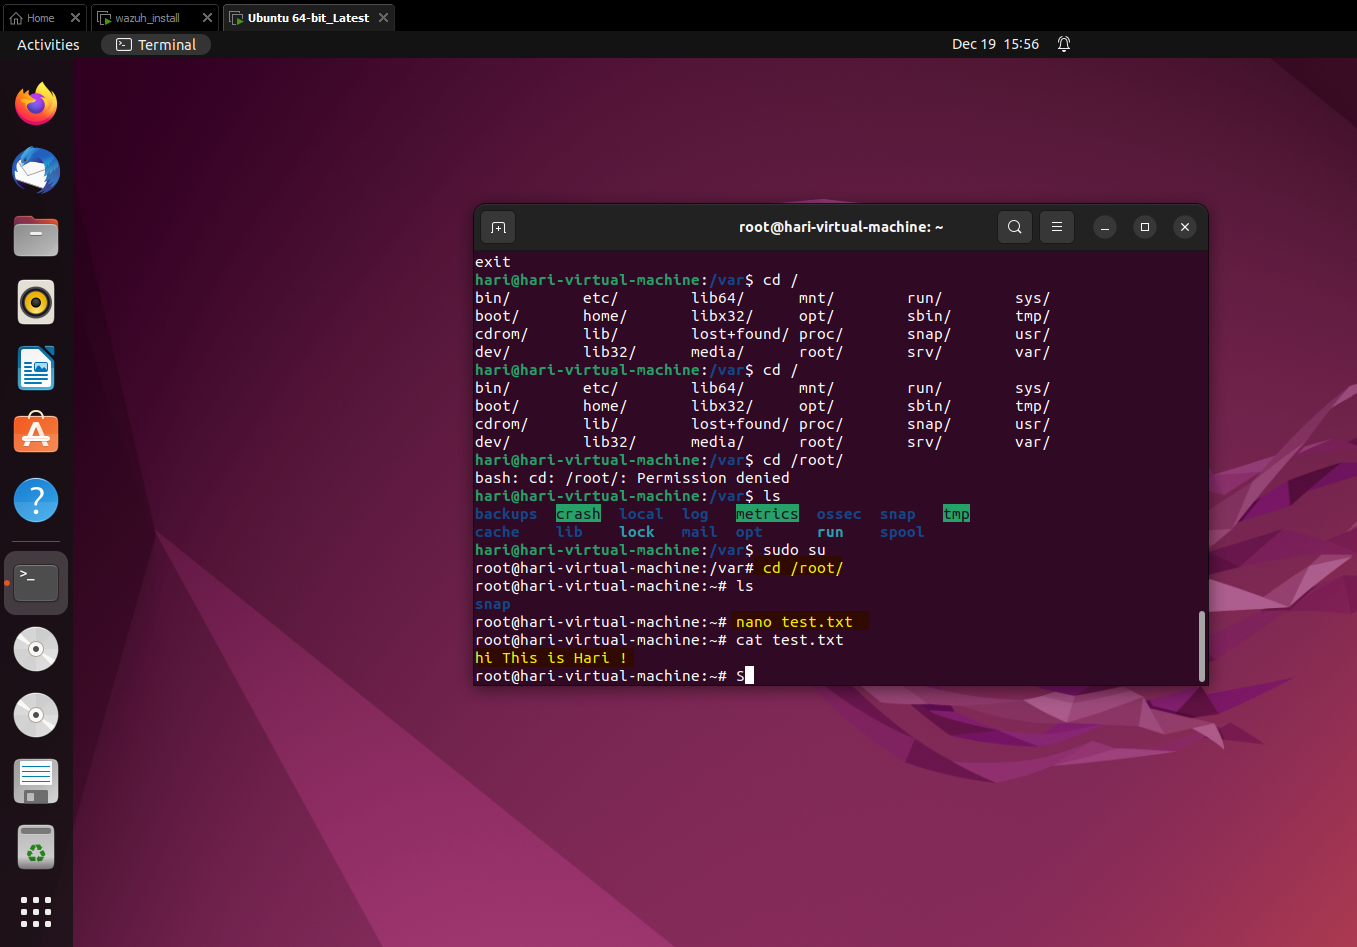 Home
wazuh_install
Ubuntu 64-bit_Latest
Activities
Terminal
Dec 19 15:56
root@hari-virtual-machine: ~
exit
hari@hari-virtual-machine:/var$ cd /
bin/ etc/ lib64/ mnt/ run/ sys/
boot/ home/ libx32/ opt/ sbin/ tmp/
cdrom/ lib/ lost+found/ proc/ snap/ usr/
dev/ lib32/ media/ root/ srv/ var/
hari@hari-virtual-machine:/var$ cd /
bin/ etc/ lib64/ mnt/ run/ sys/
boot/ home/ libx32/ opt/ sbin/ tmp/
cdrom/ lib/ lost+found/ proc/ snap/ usr/
dev/ lib32/ media/ root/ srv/ var/
hari@hari-virtual-machine:/var$ cd /root/
bash: cd: /root/: Permission denied
hari@hari-virtual-machine:/var$ ls
backups crash local log metrics ossec snap tmp
cache lib lock mail opt run spool
hari@hari-virtual-machine:/var$ sudo su
root@hari-virtual-machine:/var# cd /root/
root@hari-virtual-machine:~# ls
snap
root@hari-virtual-machine:~# nano test.txt
root@hari-virtual-machine:~# cat test.txt
hi This is Hari !
root@hari-virtual-machine:~# S